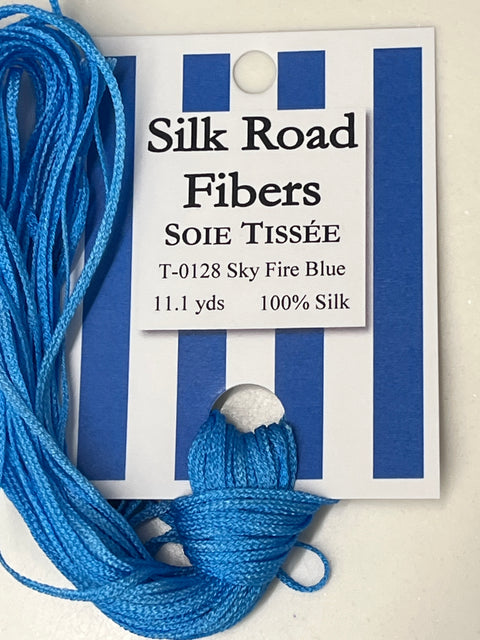 Silk Road
Fibers
SOIE TISSÉE
T-0128 Sky Fire Blue
11.1 yds 100% Silk